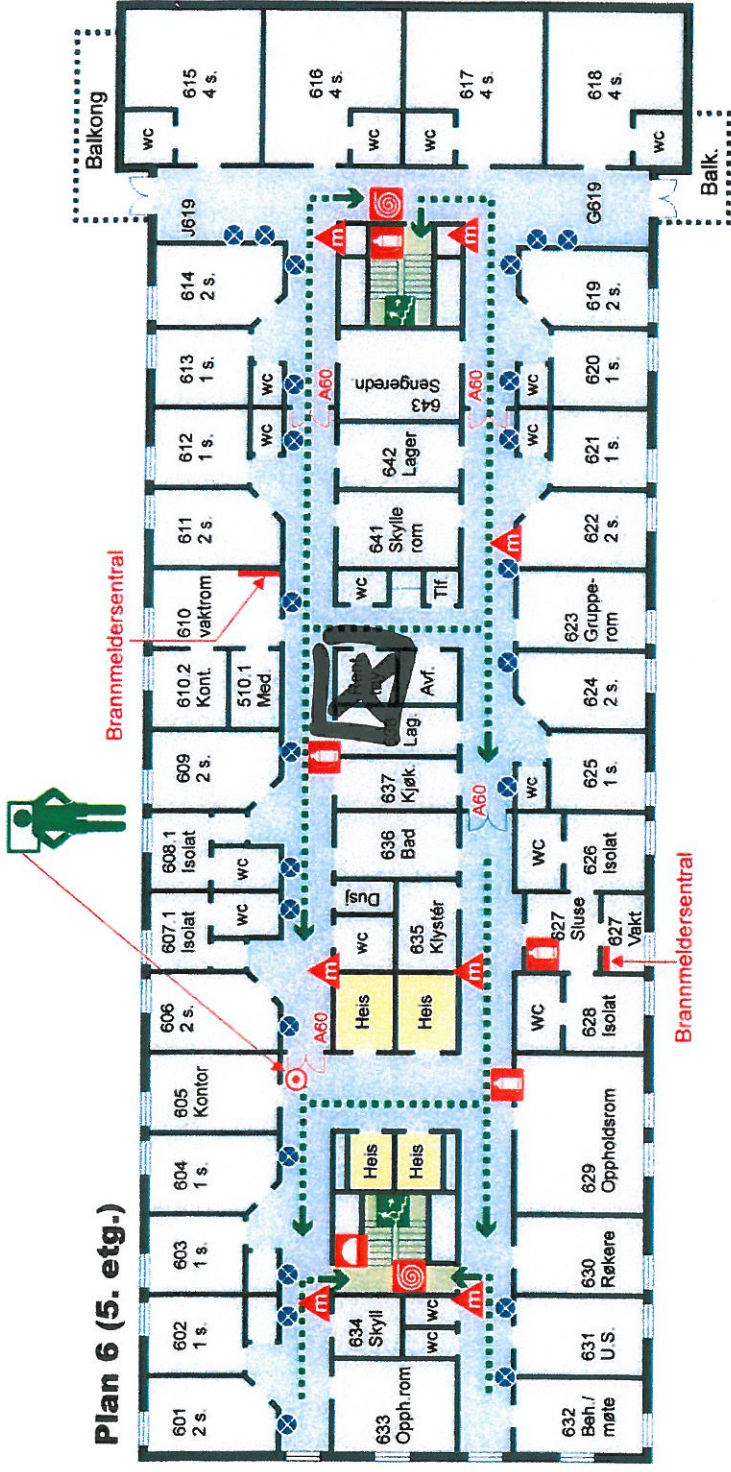 Plan 6 (5. etg.)
Brannmeldersentral
Balkong
601
2 s.
602
1 s.
603
1 s.
604
1 s.
605
Kontor
606
2 s.
607.1
Isolat
wc
608.1
Isolat
wc
609
2 s.
610.2
Kont.
510.1
Med.
610
vaktrom
611
2 s.
612
1 s.
wc
613
1 s.
wc
614
2 s.
J619
615
4 s.
wc
616
4 s.
wc
617
4 s.
wc
618
4 s.
wc
m
m
m
A60
A60
633
Opph.rom
634
Skyll
wc
wc
Heis
Heis
Heis
Heis
wc
Dusj
635
Klystér
636
Bad
637
Kjøk.
Lag.
Avf.
wc
Tlf.
641
Skylle
rom
642
Lager
643
Sengeredn
m
m
m
m
A60
A60
632
Beh./
møte
631
U.S.
630
Røkere
629
Oppholdsrom
wc
628
Isolat
627
Sluse
627
Vakt
wc
626
Isolat
wc
625
1 s.
624
2 s.
623
Gruppe-
rom
622
2 s.
621
1 s.
wc
620
1 s.
wc
619
2 s.
G619
Balk.
Brannmeldersentral